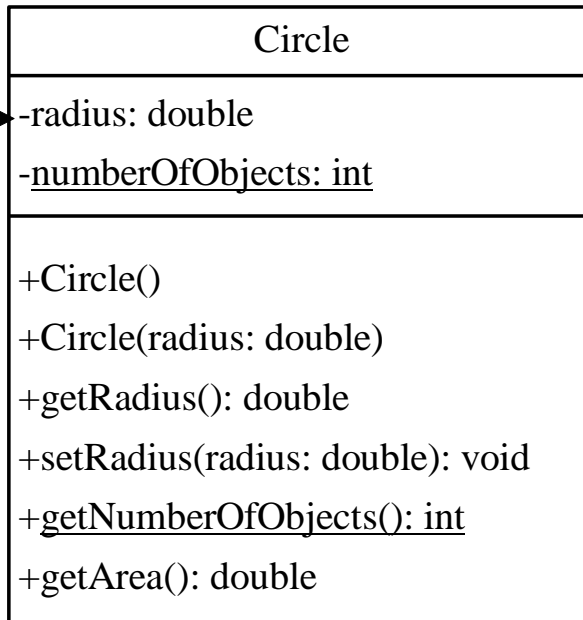 Circle
-radius: double
-numberOfObjects: int
+Circle()
+Circle(radius: double)
+getRadius(): double
+setRadius(radius: double): void
+getNumberOfObjects(): int
+getArea(): double